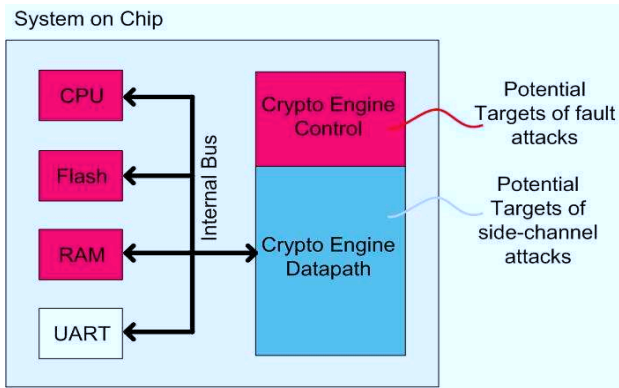 System on Chip
CPU
Flash
RAM
UART
Internal Bus
Crypto Engine
Control
Crypto Engine
Datapath
Potential
Targets of fault
attacks
Potential
Targets of
side-channel
attacks